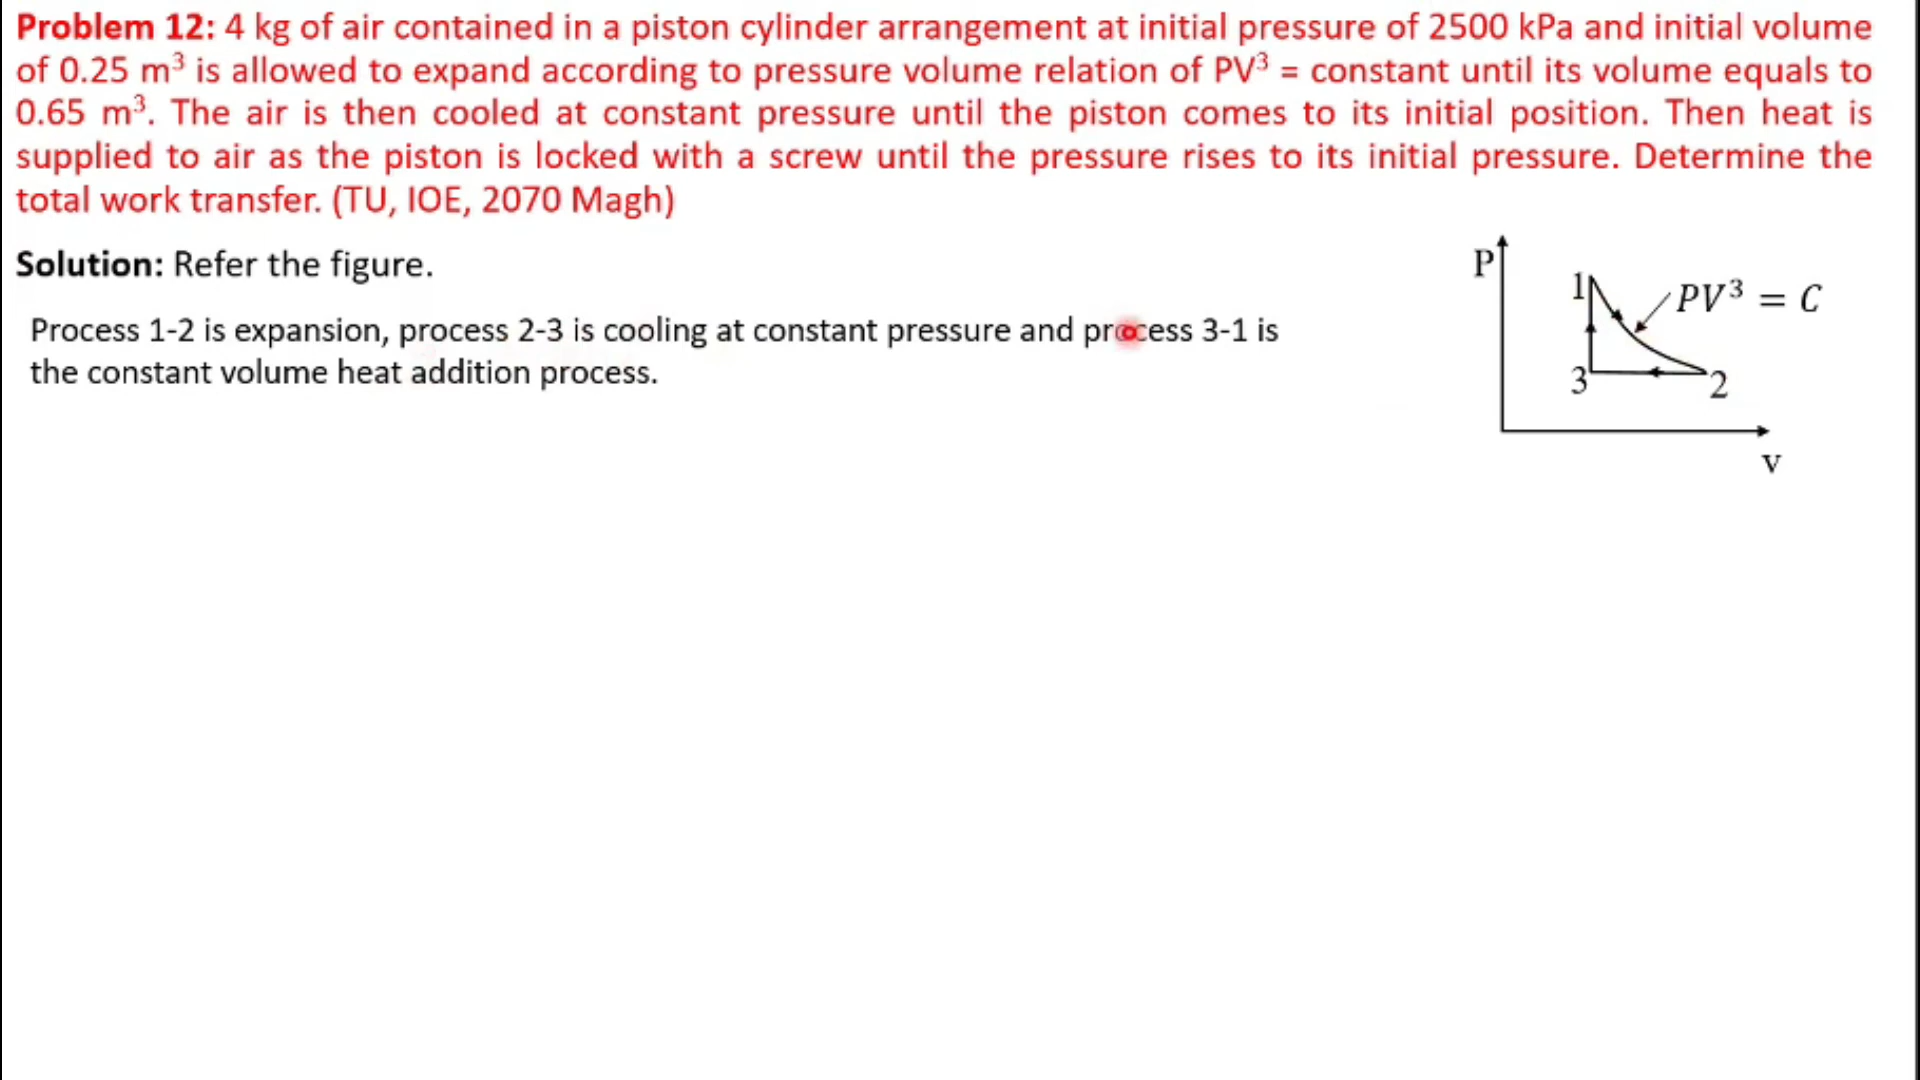 Problem 12: 4 kg of air contained in a piston cylinder arrangement at initial pressure of 2500 kPa and initial volume
of 0.25 m³ is allowed to expand according to pressure volume relation of PV³ = constant until its volume equals to
0.65 m³. The air is then cooled at constant pressure until the piston comes to its initial position. Then heat is
supplied to air as the piston is locked with a screw until the pressure rises to its initial pressure. Determine the
total work transfer. (TU, IOE, 2070 Magh)
Solution: Refer the figure.
Process 1-2 is expansion, process 2-3 is cooling at constant pressure and process 3-1 is
the constant volume heat addition process.
P
1
PV³ = C
3
2
v